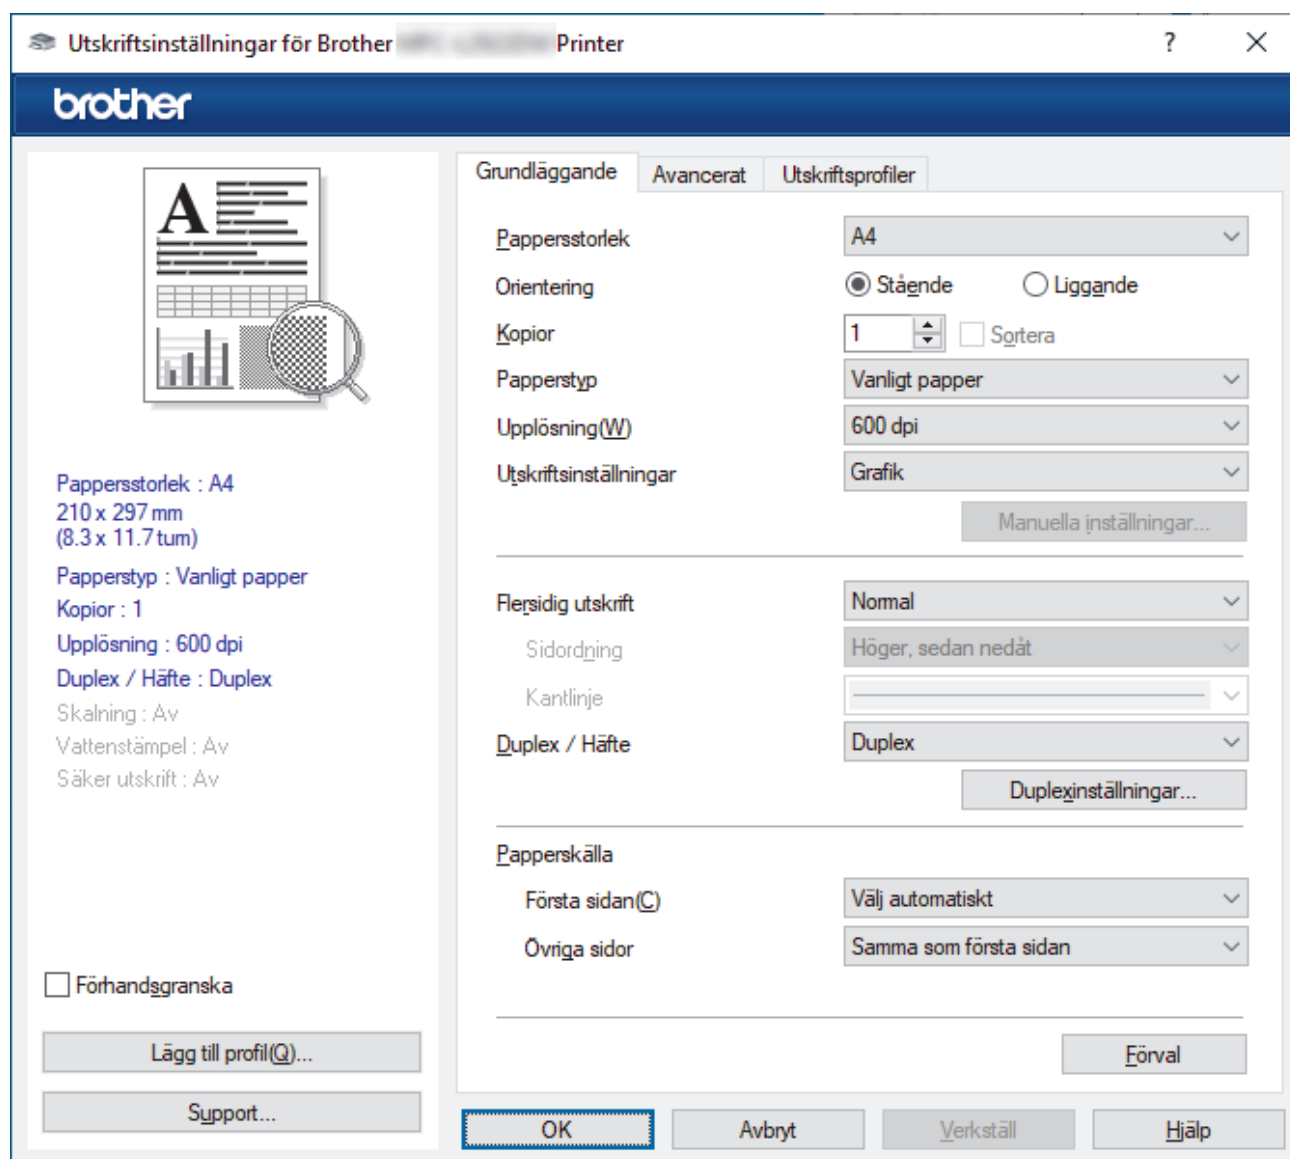 Utskriftsinställningar för Brother Printer
?
brother
A
Pappersstorlek : A4
210 x 297 mm
(8.3 x 11.7 tum)
Papperstyp : Vanligt papper
Kopior : 1
Upplösning : 600 dpi
Duplex / Häfte : Duplex
Skalning : Av
Vattenstämpel : Av
Säker utskrift : Av
Förhandsgranska
Lägg till profil(Q)...
Support...
Grundläggande Avancerat Utskriftsprofiler
Pappersstorlek A4
Orientering Stående Liggande
Kopior 1 Sortera
Papperstyp Vanligt papper
Upplösning(W) 600 dpi
Utskriftsinställningar Grafik
Manuella inställningar...
Flersidig utskrift Normal
Sidordning Höger, sedan nedåt
Kantlinje
Duplex / Häfte Duplex
Duplexinställningar...
Papperskälla
Första sidan(C) Välj automatiskt
Övriga sidor Samma som första sidan
Förval
OK Avbryt Verkställ Hjälp